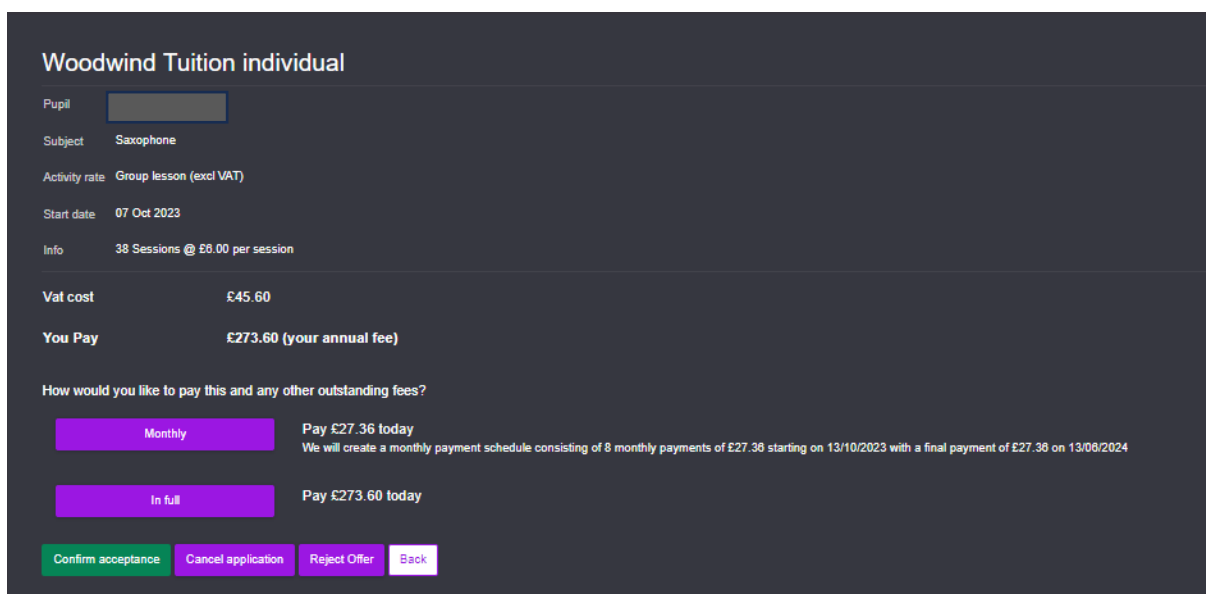 Woodwind Tuition individual
Pupil
Subject Saxophone
Activity rate Group lesson (excl VAT)
Start date 07 Oct 2023
Info 38 Sessions @ £6.00 per session
Vat cost £45.60
You Pay £273.60 (your annual fee)
How would you like to pay this and any other outstanding fees?
Monthly Pay £27.36 today
We will create a monthly payment schedule consisting of 8 monthly payments of £27.36 starting on 13/10/2023 with a final payment of £27.36 on 13/06/2024
In full Pay £273.60 today
Confirm acceptance Cancel application Reject Offer Back